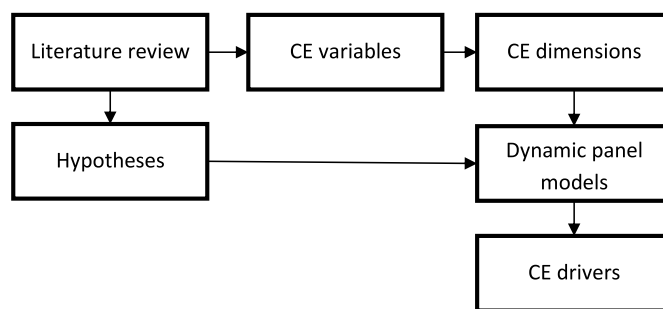 Literature review
CE variables
CE dimensions
Hypotheses
Dynamic panel
models
CE drivers